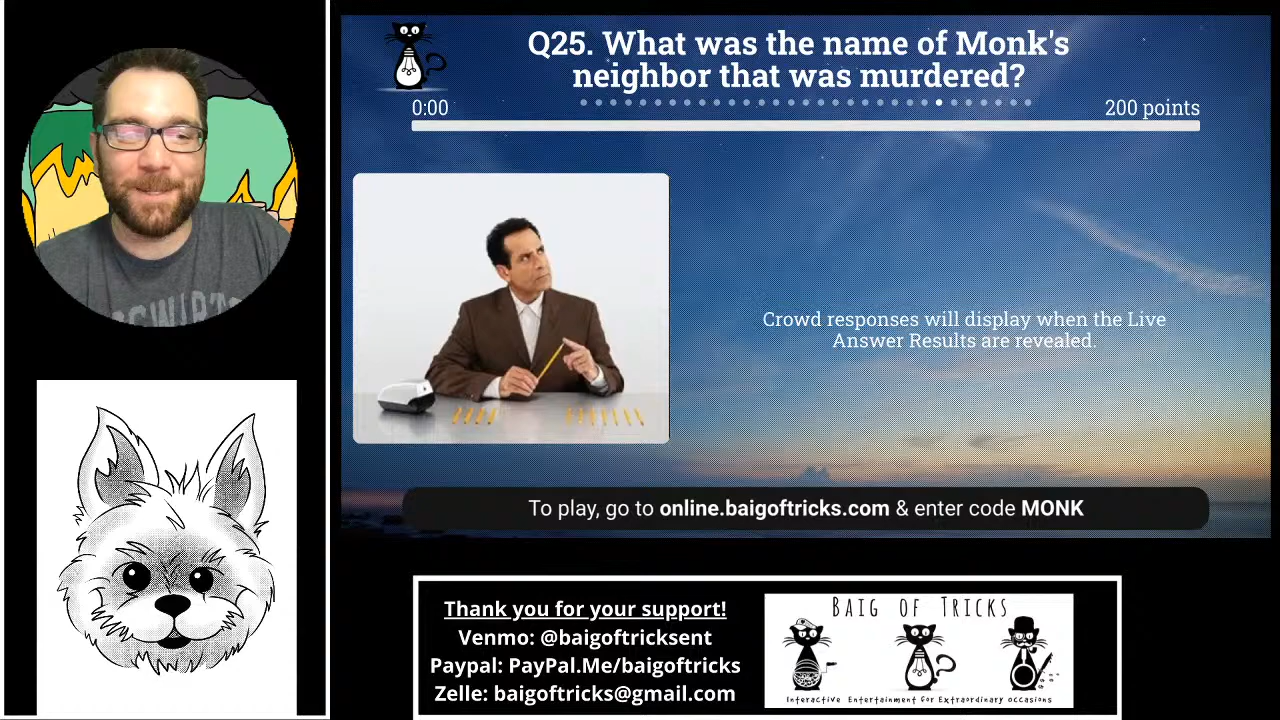 Q25. What was the name of Monk's
neighbor that was murdered?
0:00
200 points
Crowd responses will display when the Live
Answer Results are revealed.
To play, go to online.baigoftricks.com & enter code MONK
Thank you for your support!
Venmo: @baigoftricksent
Paypal: PayPal.Me/baigoftricks
Zelle: baigoftricks@gmail.com
BAIG OF TRICKS
Interactive Entertainment for Extraordinary occasions